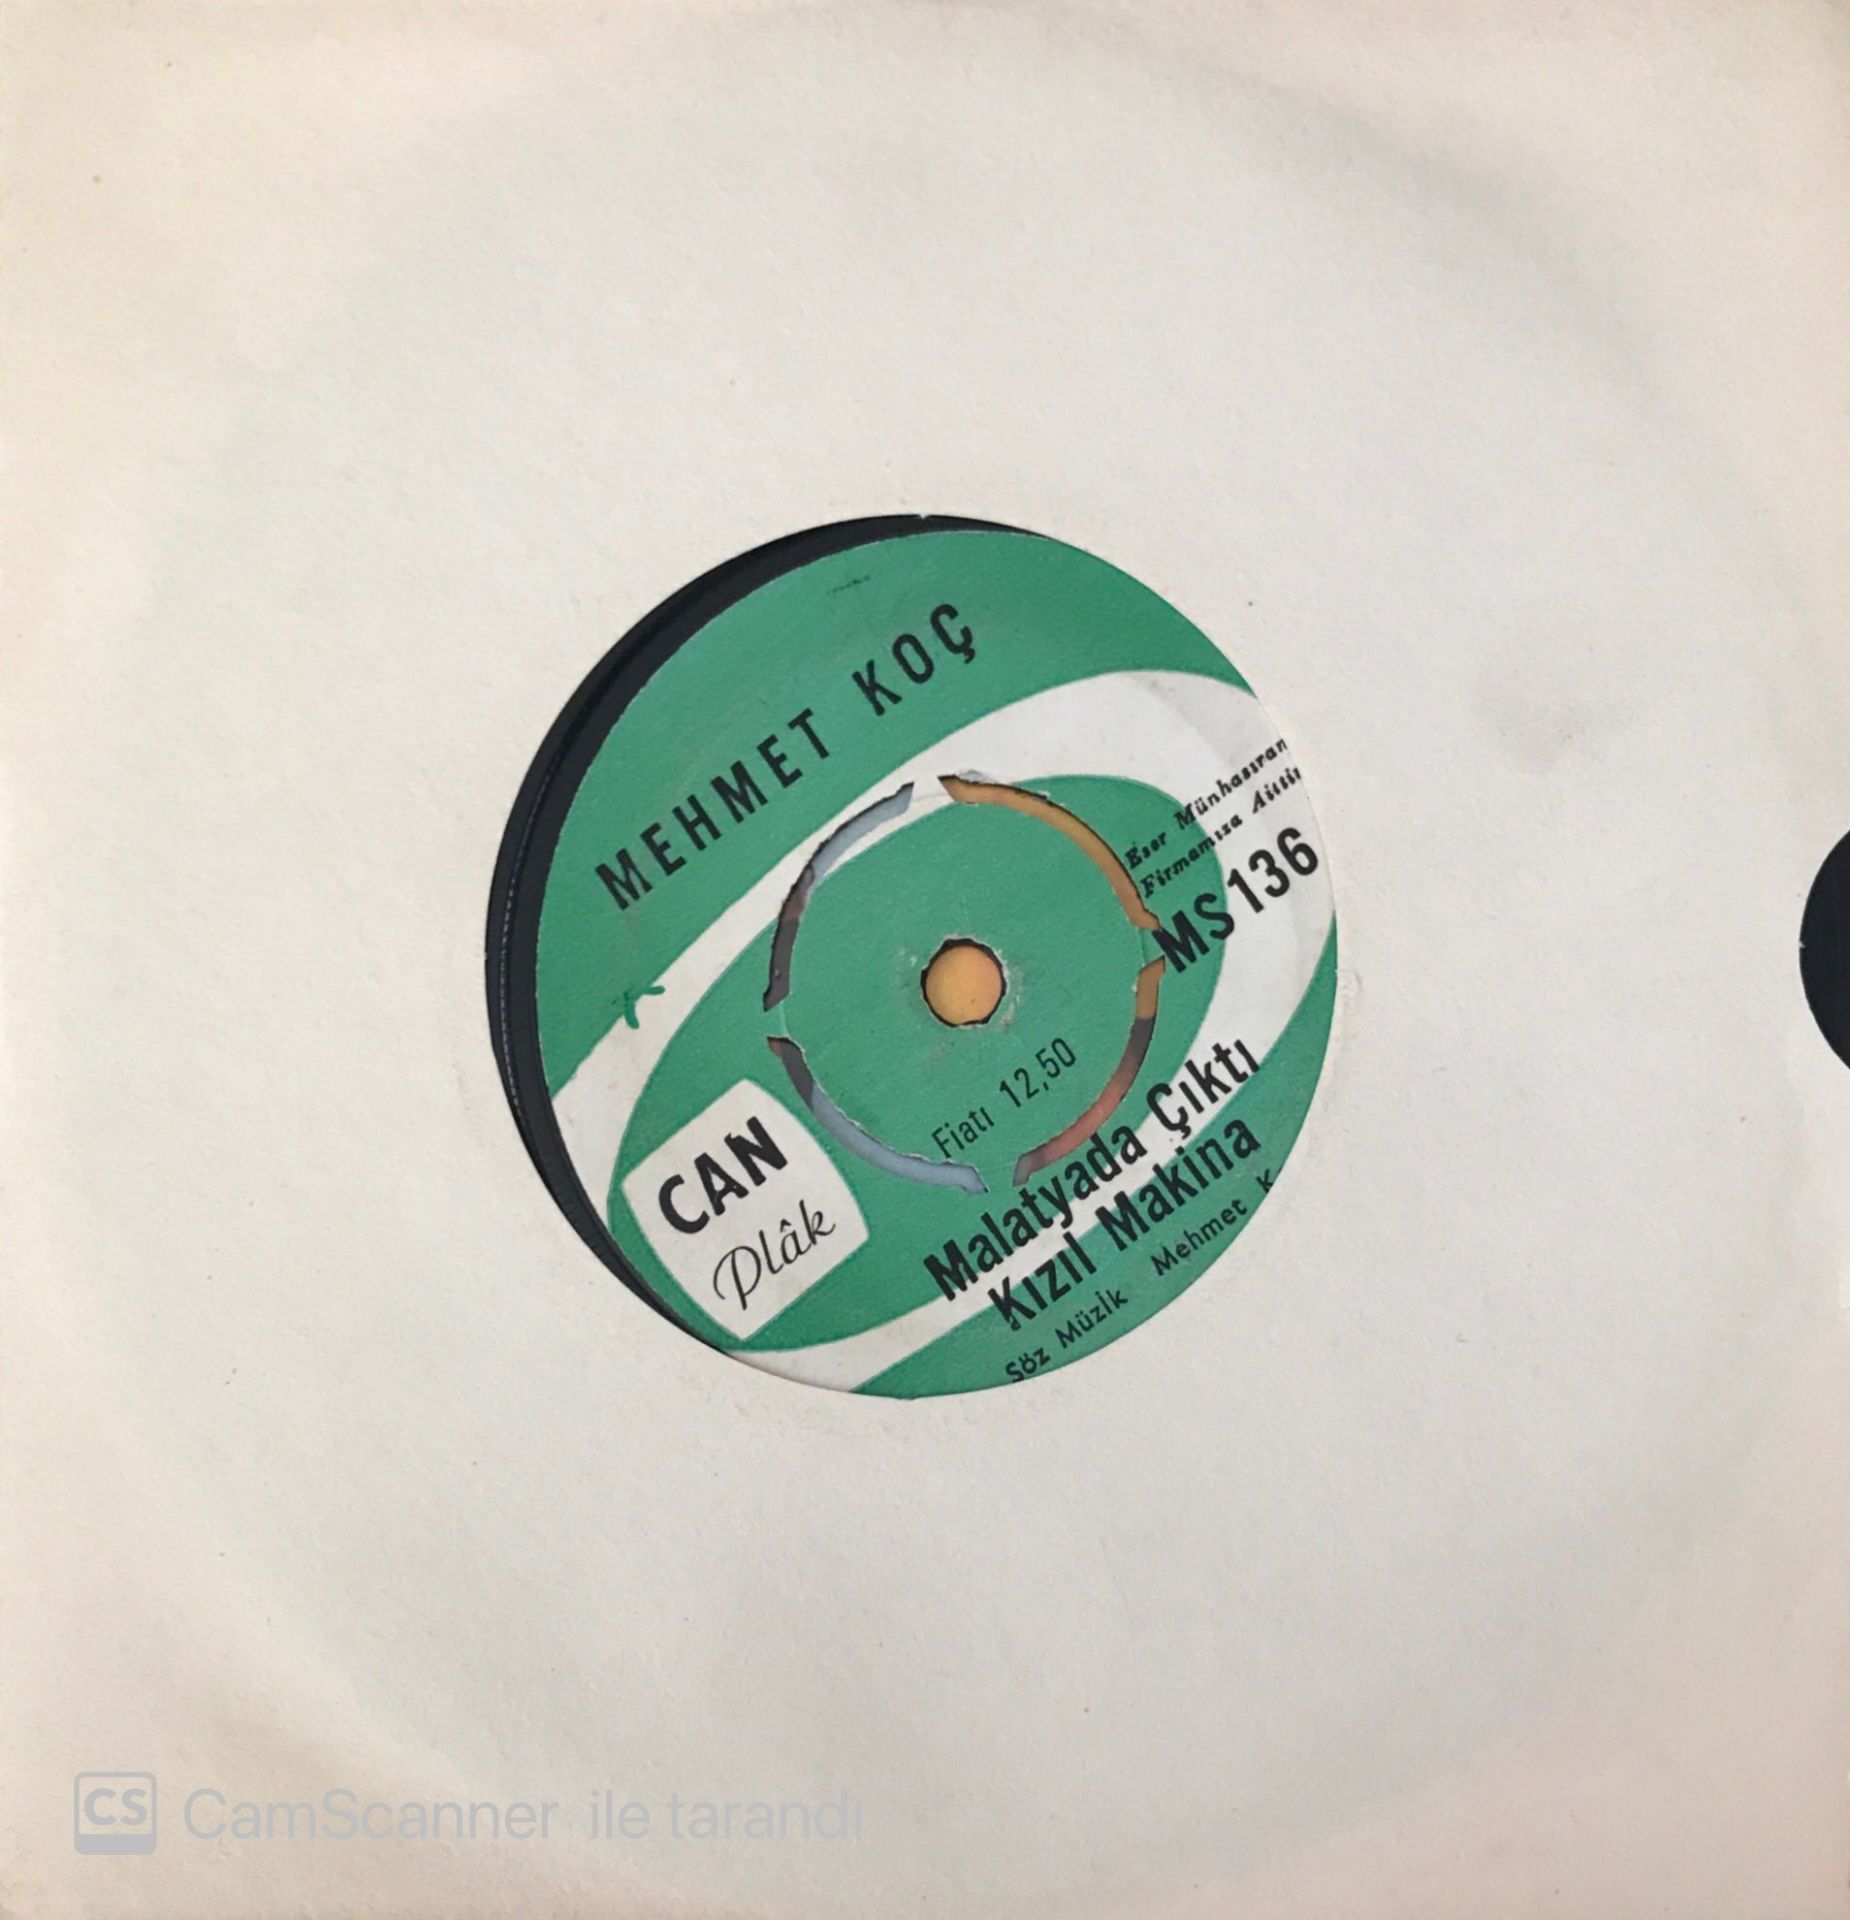 MEHMET KOÇ
Eser Münhasıran
Firmamıza Aittir
MS 136
Fiatı 12,50
CAN
Plâk
Malatyada Çıktı
Kızıl Makina
Söz Müzik Mehmet K
CS CamScanner ile tarandı